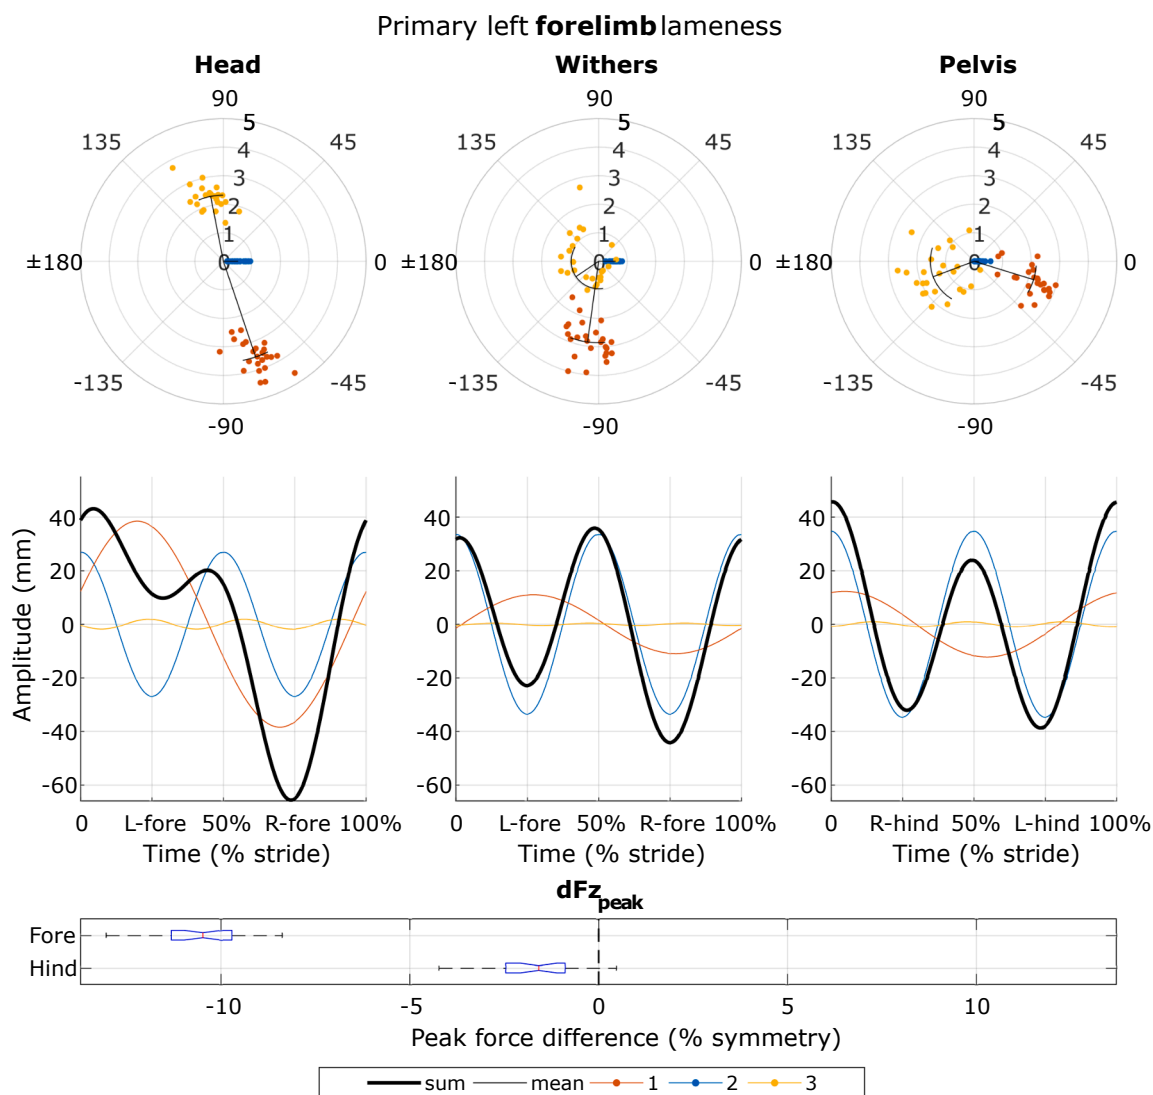 Primary left forelimb lameness
Head Withers Pelvis
90 90 90
5 5 5
135 4 45 135 4 45 135 4 45
3 3 3
2 2 2
1 1 1
±180 0 0 ±180 0 0 ±180 0 0
-135 -45 -135 -45 -135 -45
-90 -90 -90
40 40 40
20 20 20
0 0 0
-20 -20 -20
-40 -40 -40
-60 -60 -60
Amplitude (mm)
0 L-fore 50% R-fore 100% 0 L-fore 50% R-fore 100% 0 R-hind 50% L-hind 100%
Time (% stride) Time (% stride) Time (% stride)
dFzpeak
Fore
Hind
-10 -5 0 5 10
Peak force difference (% symmetry)
sum mean 1 2 3